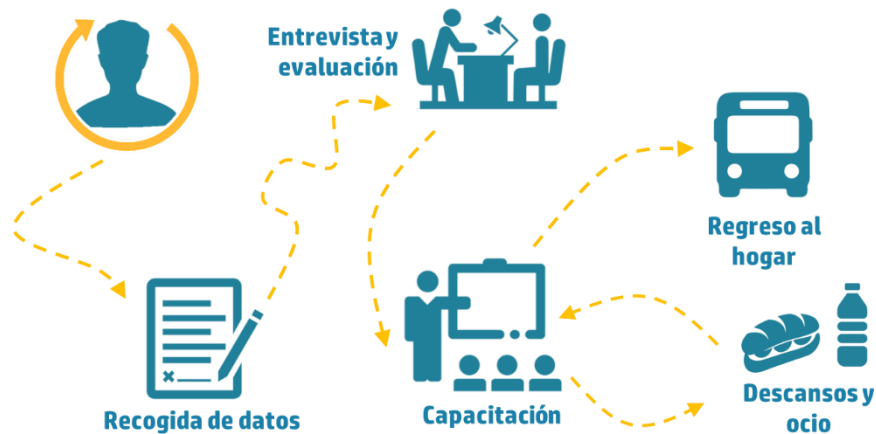 Entrevista y
evaluación
Regreso al
hogar
Recogida de datos
Capacitación
Descansos y
ocio